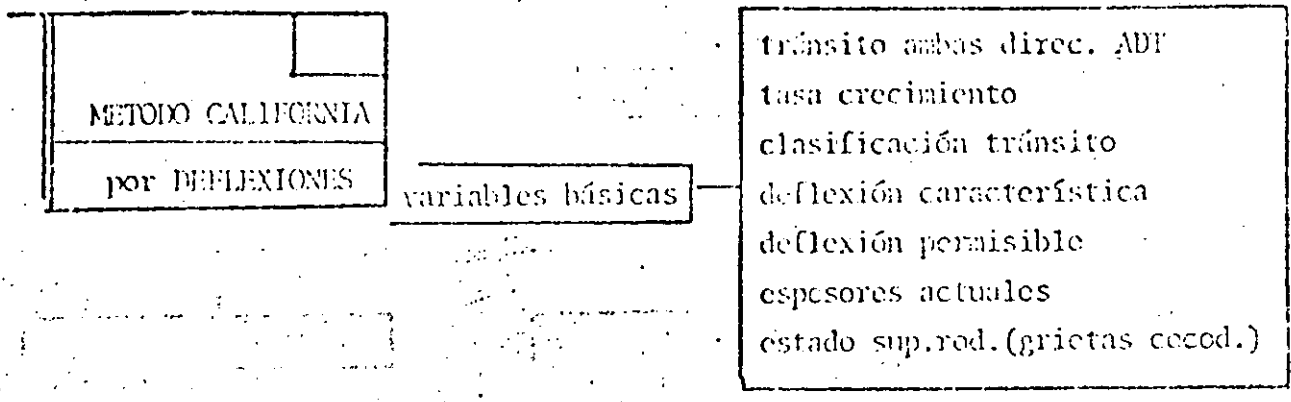 METODO CALIFORNIA
por DEFLEXIONES
variables básicas
tránsito ambas direc. ADT
tasa crecimiento
clasificación tránsito
deflexión característica
deflexión permisible
espesores actuales
estado sup.rod.(grietas cocod.)